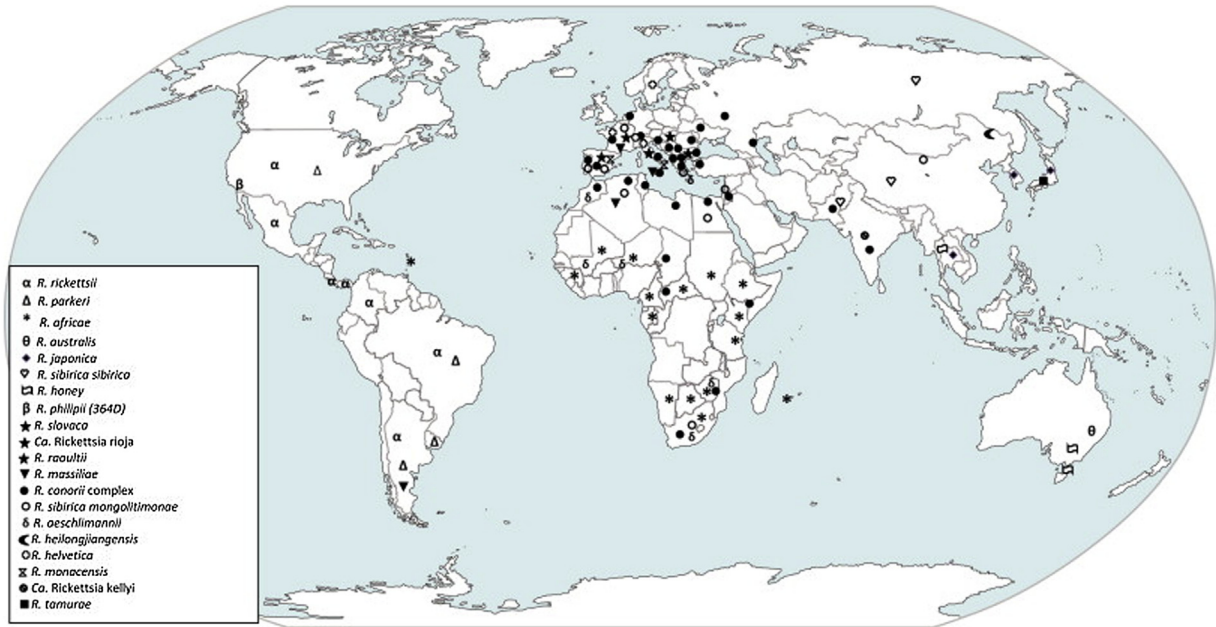 α R. rickettsii
Δ R. parkeri
* R. africae
θ R. australis
◆ R. japonica
▽ R. sibirica sibirica
R. honey
β R. philipii (364D)
★ R. slovaca
★ Ca. Rickettsia rioja
★ R. raoultii
▼ R. massiliae
● R. conorii complex
○ R. sibirica mongolitimonae
δ R. aeschlimannii
☾ R. heilongjiangensis
○ R. helvetica
⧖ R. monacensis
Ca. Rickettsia kellyi
■ R. tamurae